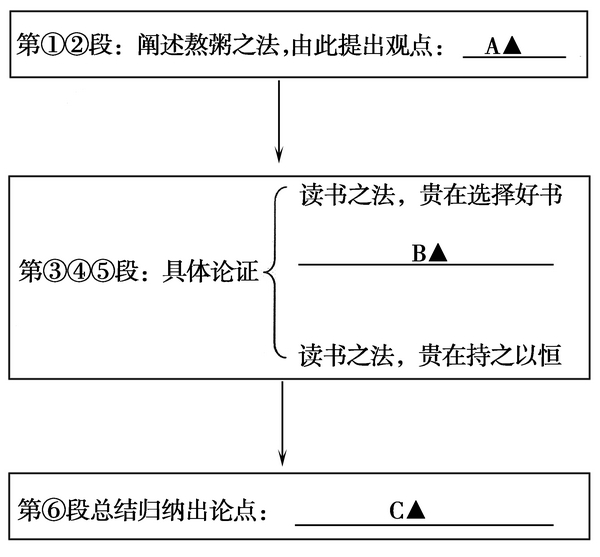 第①②段：阐述熬粥之法,由此提出观点： A▲
读书之法，贵在选择好书
B▲
第③④⑤段：具体论证
读书之法，贵在持之以恒
第⑥段总结归纳出论点： C▲